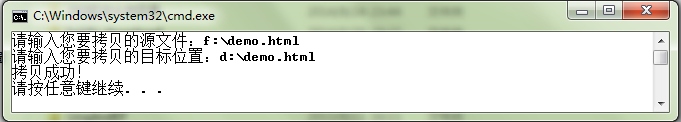 C:\Windows\system32\cmd.exe
请输入您要拷贝的源文件：f:\demo.html
请输入您要拷贝的目标位置：d:\demo.html
拷贝成功！
请按任意键继续. . .